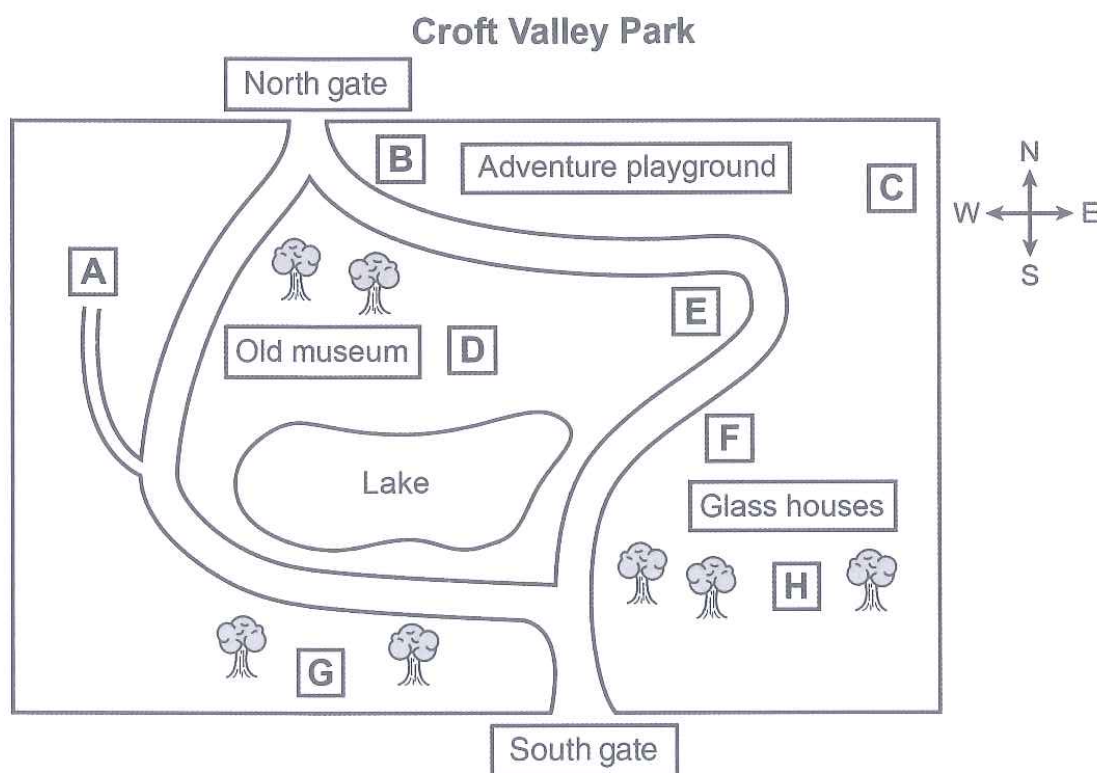 Croft Valley Park
North gate
B
Adventure playground
C
N
W
E
S
A
E
Old museum
D
F
Lake
Glass houses
H
G
South gate